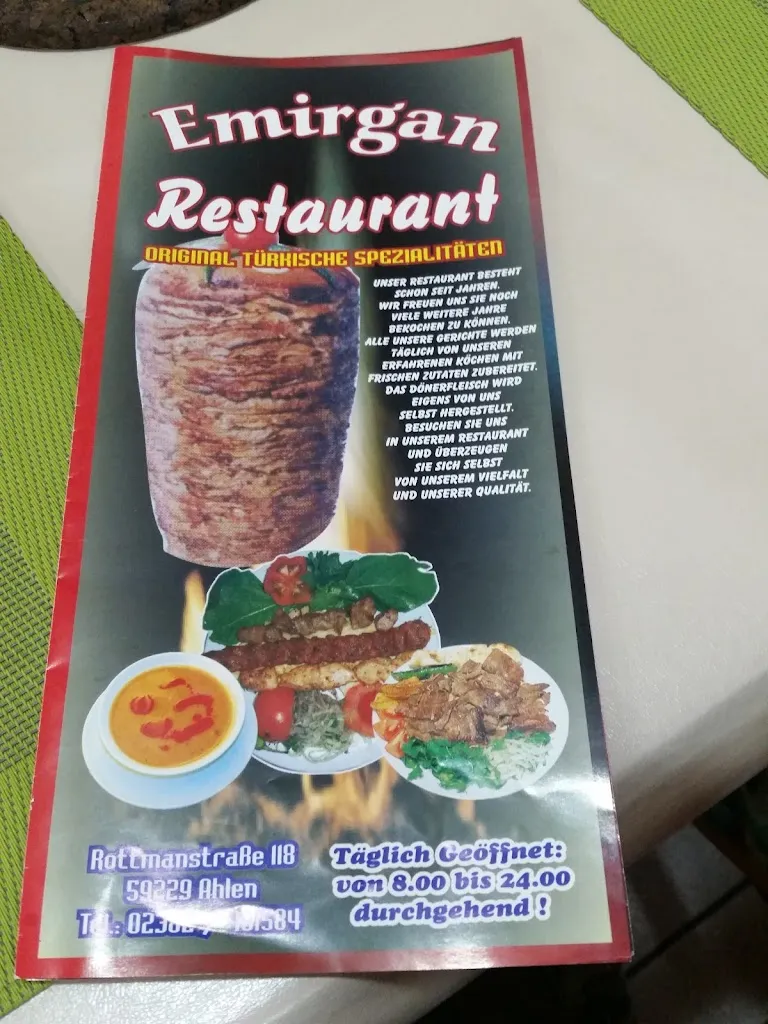 Emirgan
Restaurant
ORIGINAL TÜRKISCHE SPEZIALITÄTEN
UNSER RESTAURANT BESTEHT
SCHON SEIT JAHREN.
WIR FREUEN UNS SIE NOCH
VIELE WEITERE JAHRE
BEKOCHEN ZU KÖNNEN.
ALLE UNSERE GERICHTE WERDEN
TÄGLICH VON UNSEREN
ERFAHRENEN KÖCHEN MIT
FRISCHEN ZUTATEN ZUBEREITET.
DAS DÖNERFLEISCH WIRD
EIGENS VON UNS
SELBST HERGESTELLT.
BESUCHEN SIE UNS
IN UNSEREM RESTAURANT
UND ÜBERZEUGEN
SIE SICH SELBST
VON UNSEREM VIELFALT
UND UNSERER QUALITÄT.
Rottmanstraße 118
59229 Ahlen
Tel.:
Täglich Geöffnet:
von 8.00 bis 24.00
durchgehend !